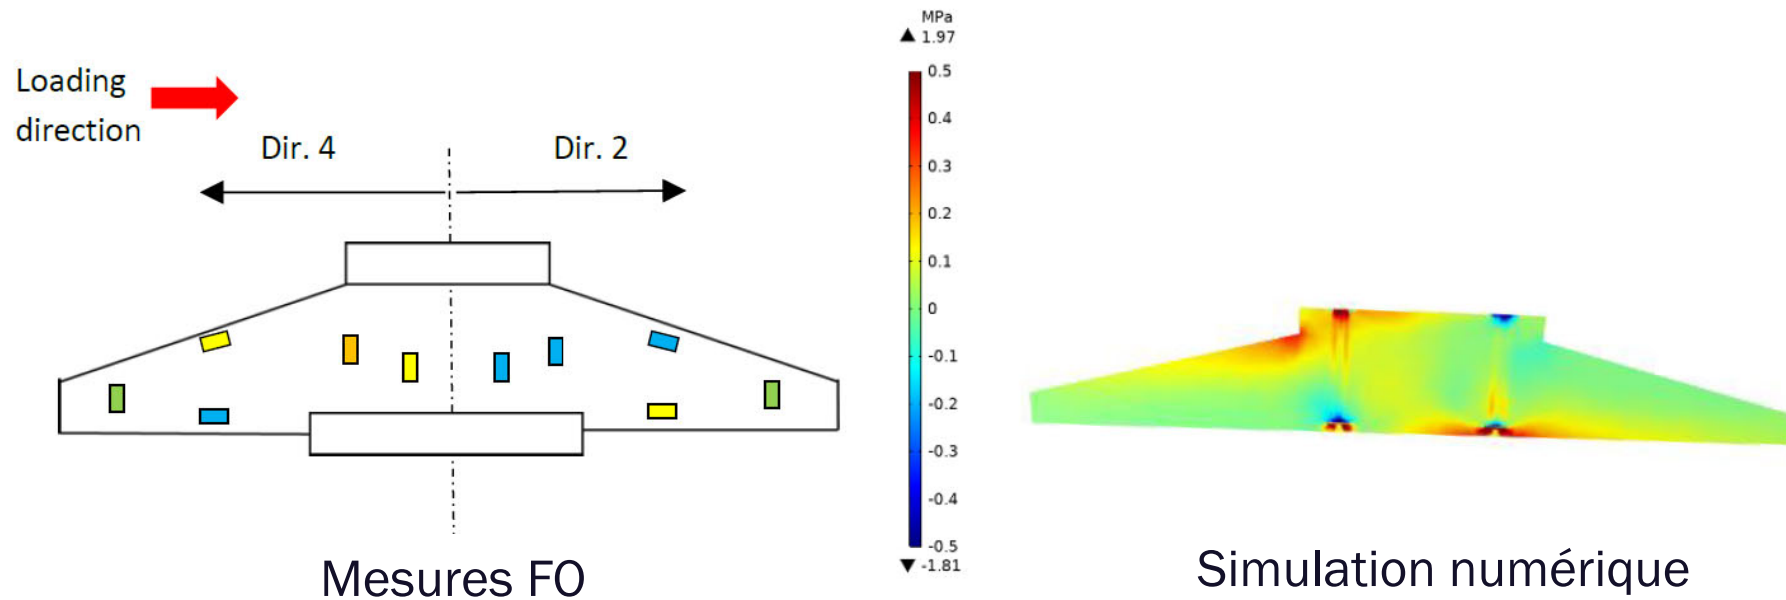 Loading
direction
Dir. 4
Dir. 2
MPa
▲ 1.97
0.5
0.4
0.3
0.2
0.1
0
-0.1
-0.2
-0.3
-0.4
-0.5
▼ -1.81
Mesures FO
Simulation numérique